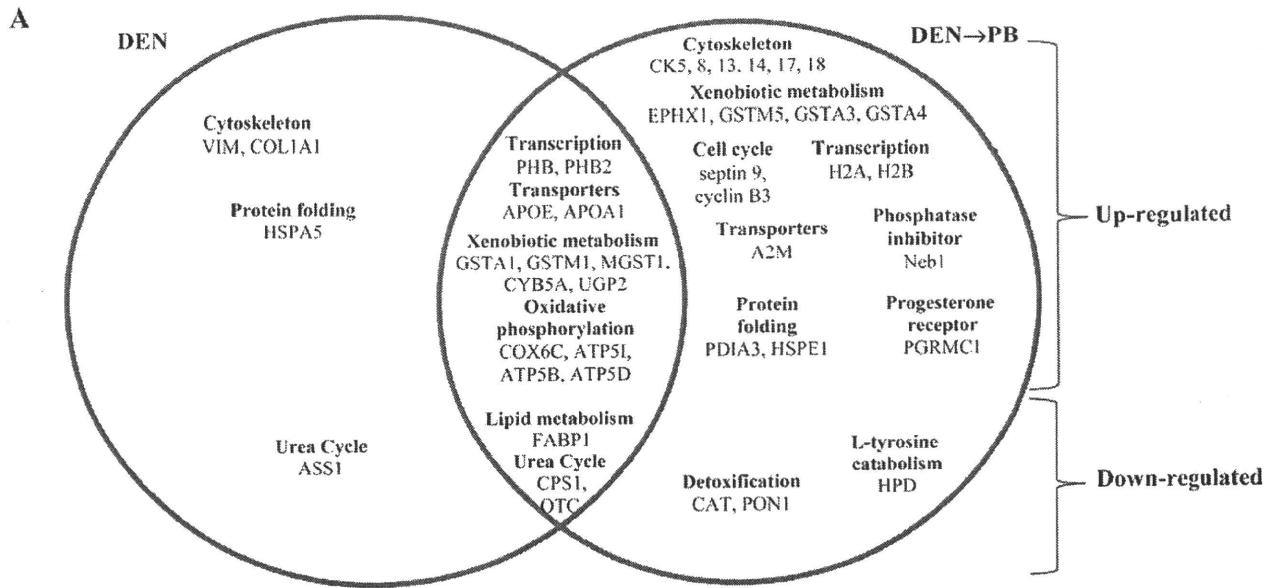 A
DEN
DEN→PB
Cytoskeleton
VIM, COL1A1
Protein folding
HSPA5
Urea Cycle
ASS1
Transcription
PHB, PHB2
Transporters
APOE, APOA1
Xenobiotic metabolism
GSTA1, GSTM1, MGST1,
CYB5A, UGP2
Oxidative
phosphorylation
COX6C, ATP5I,
ATP5B, ATP5D
Lipid metabolism
FABP1
Urea Cycle
CPS1,
OTC
Cytoskeleton
CK5, 8, 13, 14, 17, 18
Xenobiotic metabolism
EPHX1, GSTM5, GSTA3, GSTA4
Cell cycle
septin 9,
cyclin B3
Transcription
H2A, H2B
Transporters
A2M
Phosphatase
inhibitor
Neb1
Protein
folding
PDIA3, HSPE1
Progesterone
receptor
PGRMC1
Detoxification
CAT, PON1
L-tyrosine
catabolism
HPD
Up-regulated
Down-regulated